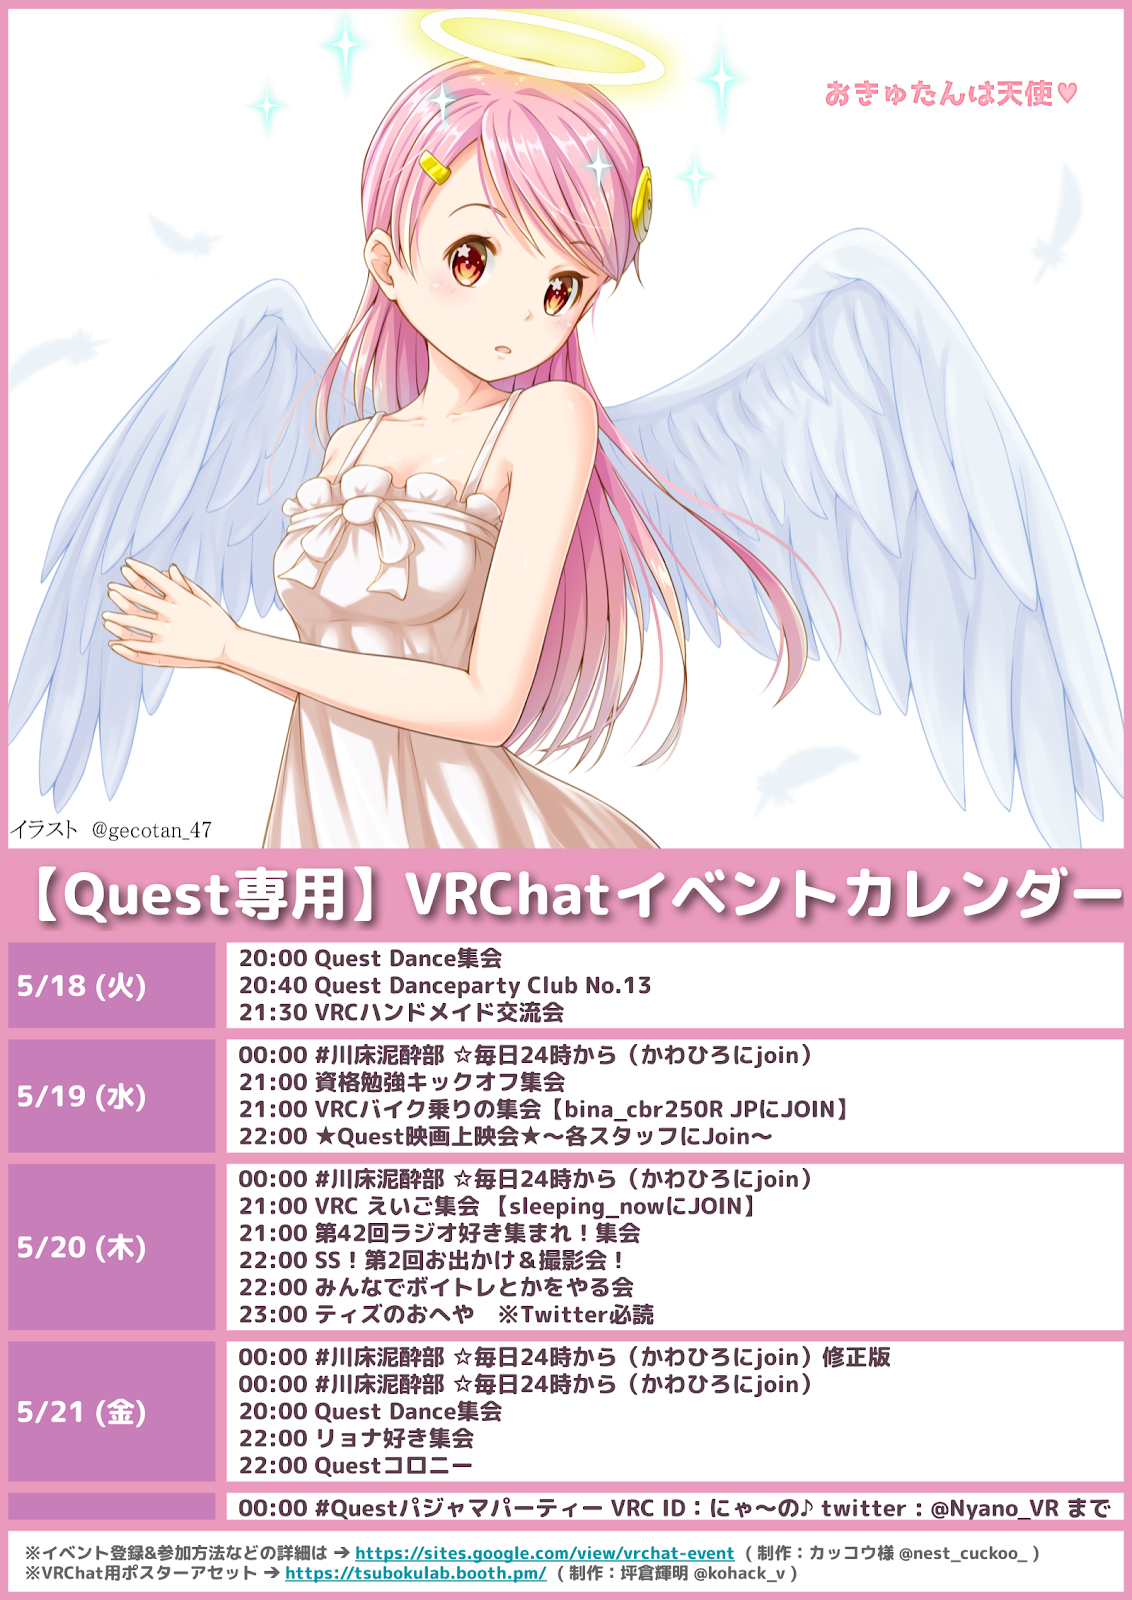 おきゅたんは天使♥
イラスト @gecotan_47
【Quest専用】VRChatイベントカレンダー
5/18 (火)
20:00 Quest Dance集会
20:40 Quest Danceparty Club No.13
21:30 VRCハンドメイド交流会
5/19 (水)
00:00 #川床泥酔部 ☆毎日24時から（かわひろにjoin）
21:00 資格勉強キックオフ集会
21:00 VRCバイク乗りの集会【bina_cbr250R JPにJOIN】
22:00 ★Quest映画上映会★～各スタッフにJoin～
5/20 (木)
00:00 #川床泥酔部 ☆毎日24時から（かわひろにjoin）
21:00 VRC えいご集会 【sleeping_nowにJOIN】
21:00 第42回ラジオ好き集まれ！集会
22:00 SS！第2回お出かけ＆撮影会！
22:00 みんなでボイトレとかをやる会
23:00 ティズのおへや　※Twitter必読
5/21 (金)
00:00 #川床泥酔部 ☆毎日24時から（かわひろにjoin）修正版
00:00 #川床泥酔部 ☆毎日24時から（かわひろにjoin）
20:00 Quest Dance集会
22:00 リョナ好き集会
22:00 Questコロニー
00:00 #Questパジャマパーティー VRC ID：にゃ～の♪ twitter : @Nyano_VR まで
※イベント登録&参加方法などの詳細は ➔ https://sites.google.com/view/vrchat-event ( 制作：カッコウ様 @nest_cuckoo_ )
※VRChat用ポスターアセット ➔ https://tsubokulab.booth.pm/ ( 制作：坪倉輝明 @kohack_v )